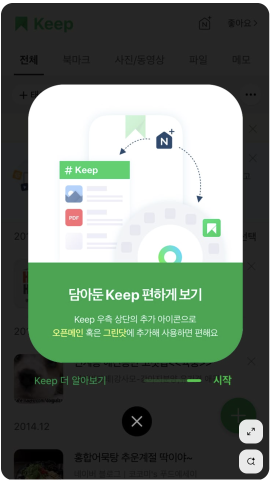 Keep
좋아요 >
전체 북마크 사진/동영상 파일 메모
# Keep
PDF
담아둔 Keep 편하게 보기
Keep 우측 상단의 추가 아이콘으로
오픈메인 혹은 그린닷에 추가해 사용하면 편해요
Keep 더 알아보기
시작
2014.12
홍합어묵탕 추운계절 딱이야~